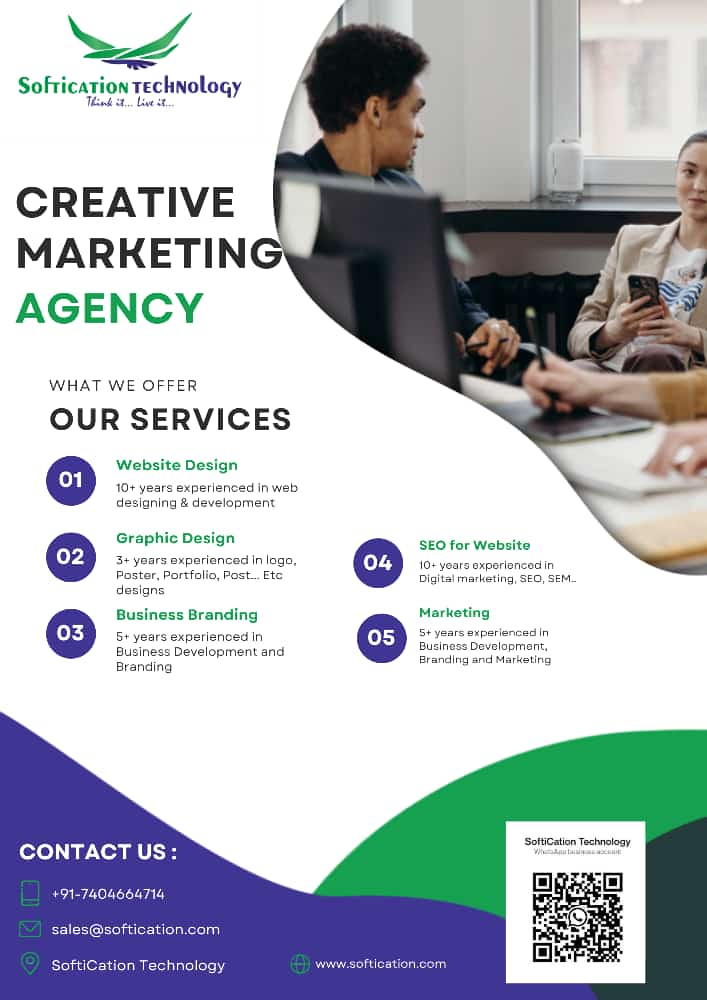 Softication Technology
Think it... Live it...
CREATIVE
MARKETING
AGENCY
WHAT WE OFFER
OUR SERVICES
01
Website Design
10+ years experienced in web
designing & development
02
Graphic Design
3+ years experienced in logo,
Poster, Portfolio, Post... Etc
designs
03
Business Branding
5+ years experienced in
Business Development and
Branding
04
SEO for Website
10+ years experienced in
Digital marketing, SEO, SEM..
05
Marketing
5+ years experienced in
Business Development,
Branding and Marketing
CONTACT US :
+91-7404664714
sales@softication.com
SoftiCation Technology
www.softication.com
SoftiCation Technology
WhatsApp business account